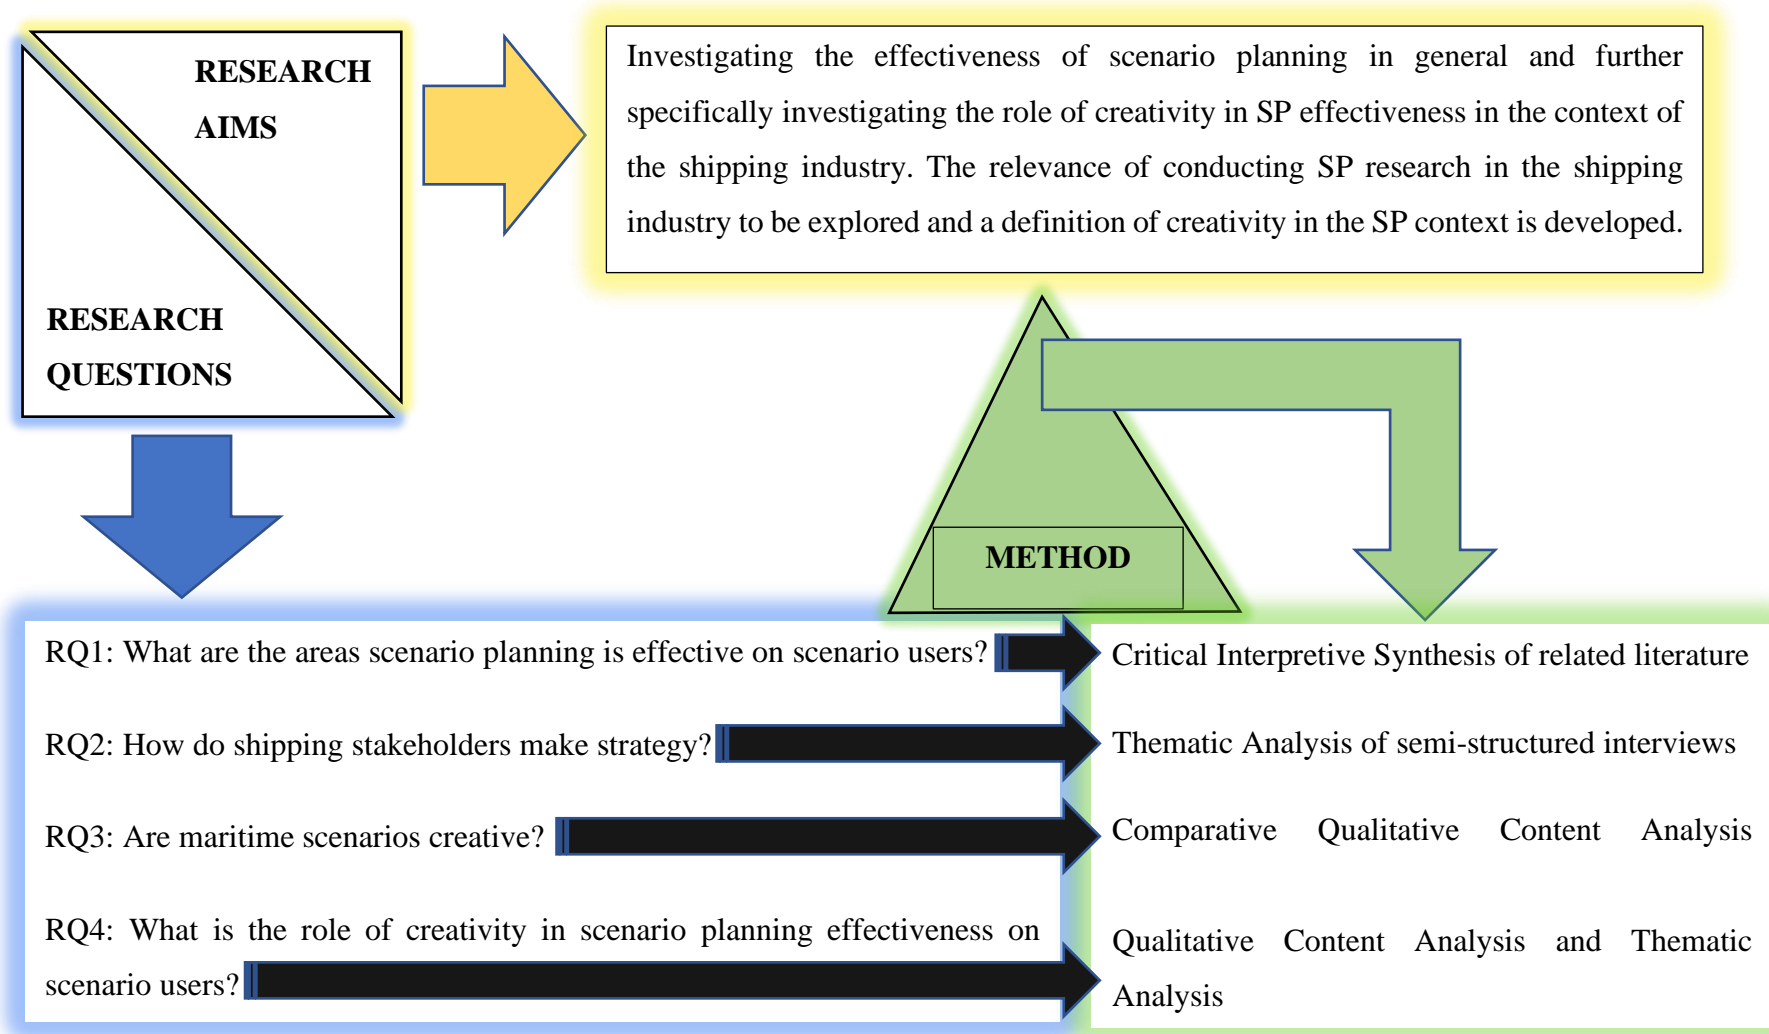 RESEARCH
AIMS
RESEARCH
QUESTIONS
Investigating the effectiveness of scenario planning in general and further
specifically investigating the role of creativity in SP effectiveness in the context of
the shipping industry. The relevance of conducting SP research in the shipping
industry to be explored and a definition of creativity in the SP context is developed.
METHOD
RQ1: What are the areas scenario planning is effective on scenario users?
Critical Interpretive Synthesis of related literature
RQ2: How do shipping stakeholders make strategy?
Thematic Analysis of semi-structured interviews
RQ3: Are maritime scenarios creative?
Comparative Qualitative Content Analysis
RQ4: What is the role of creativity in scenario planning effectiveness on
scenario users?
Qualitative Content Analysis and Thematic
Analysis